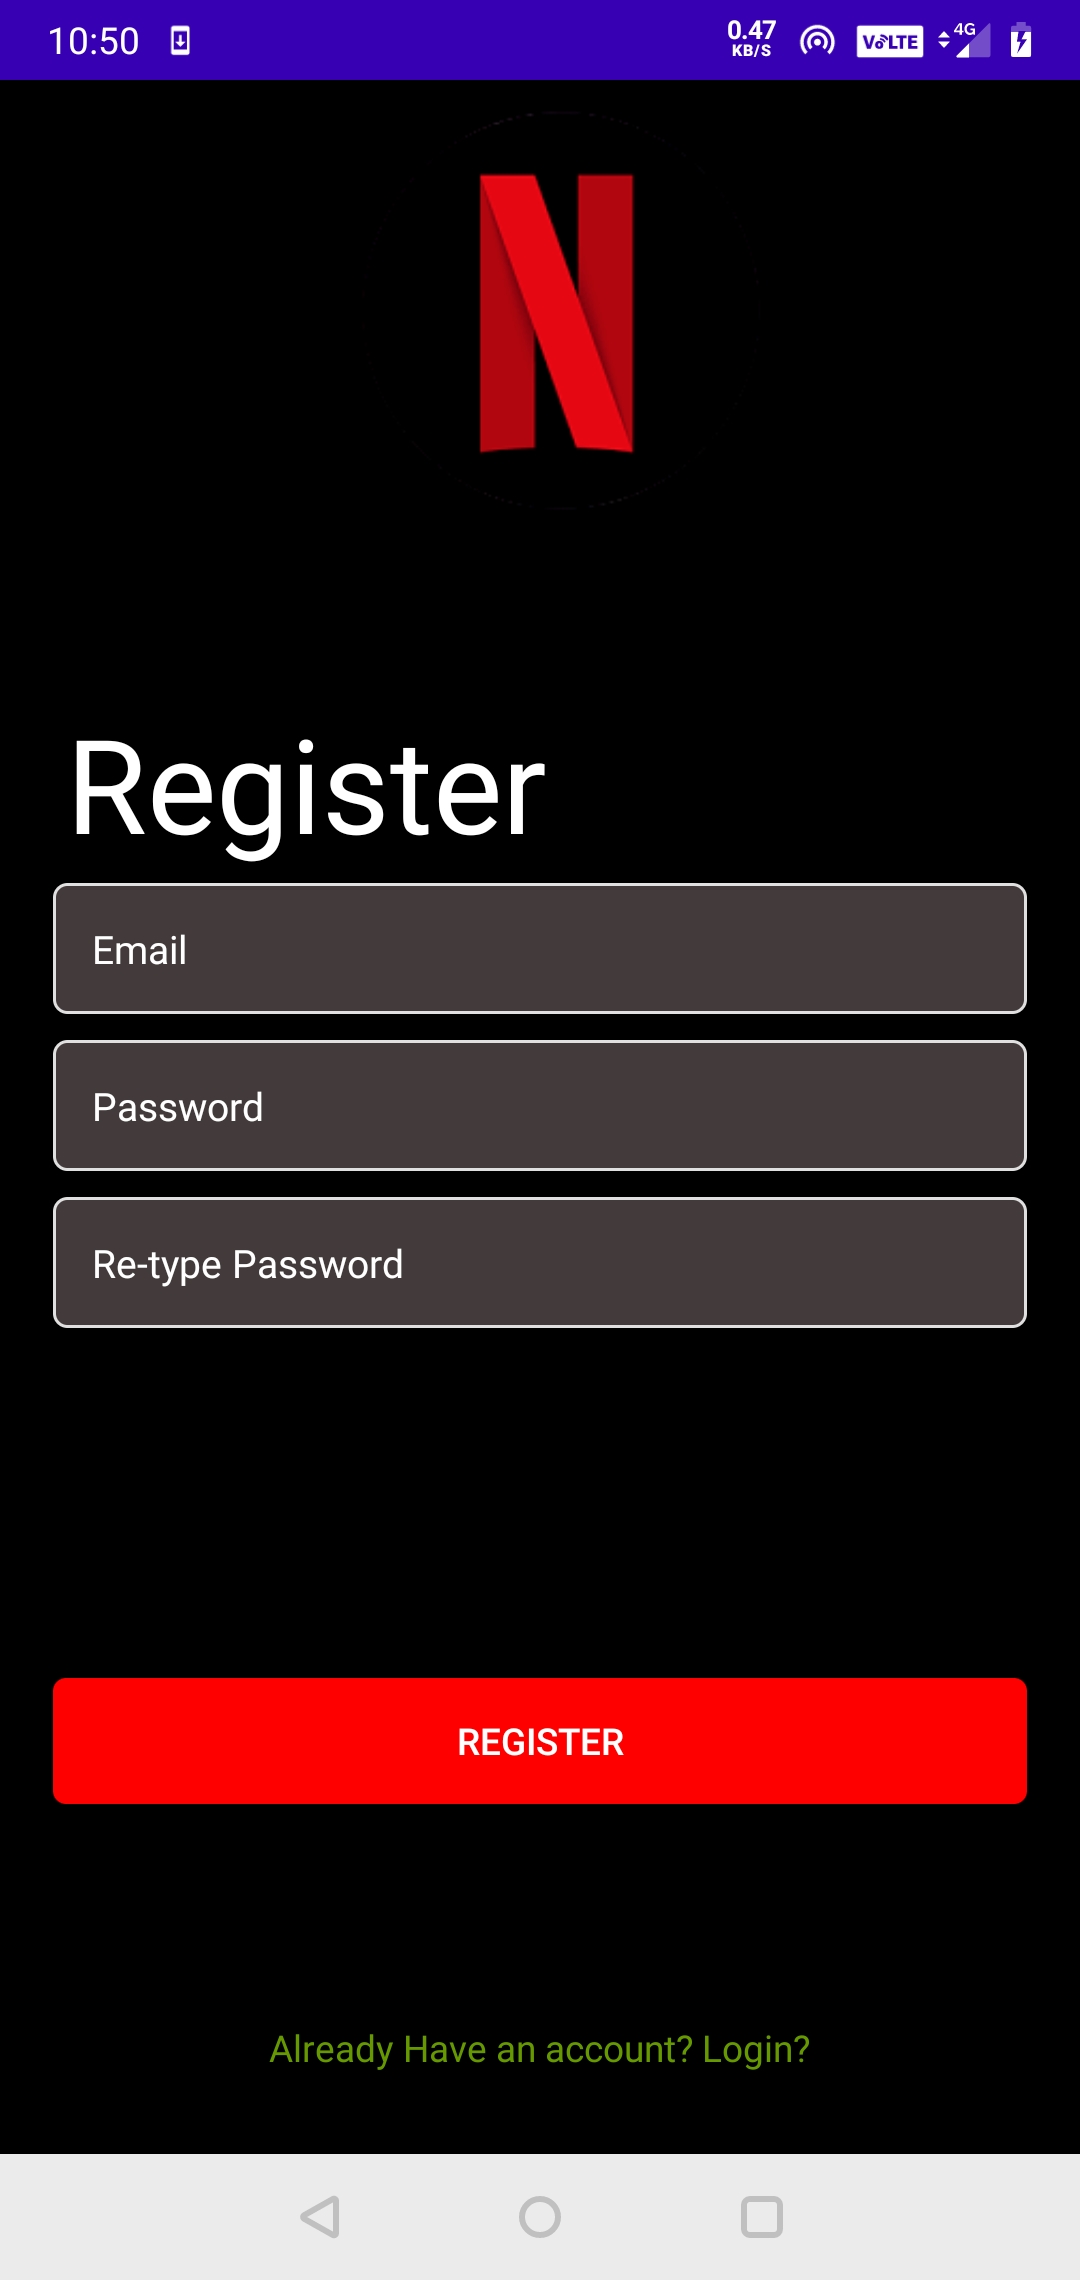 10:50
0.47
KB/S
VoLTE
4G
N
Register
Email
Password
Re-type Password
REGISTER
Already Have an account? Login?